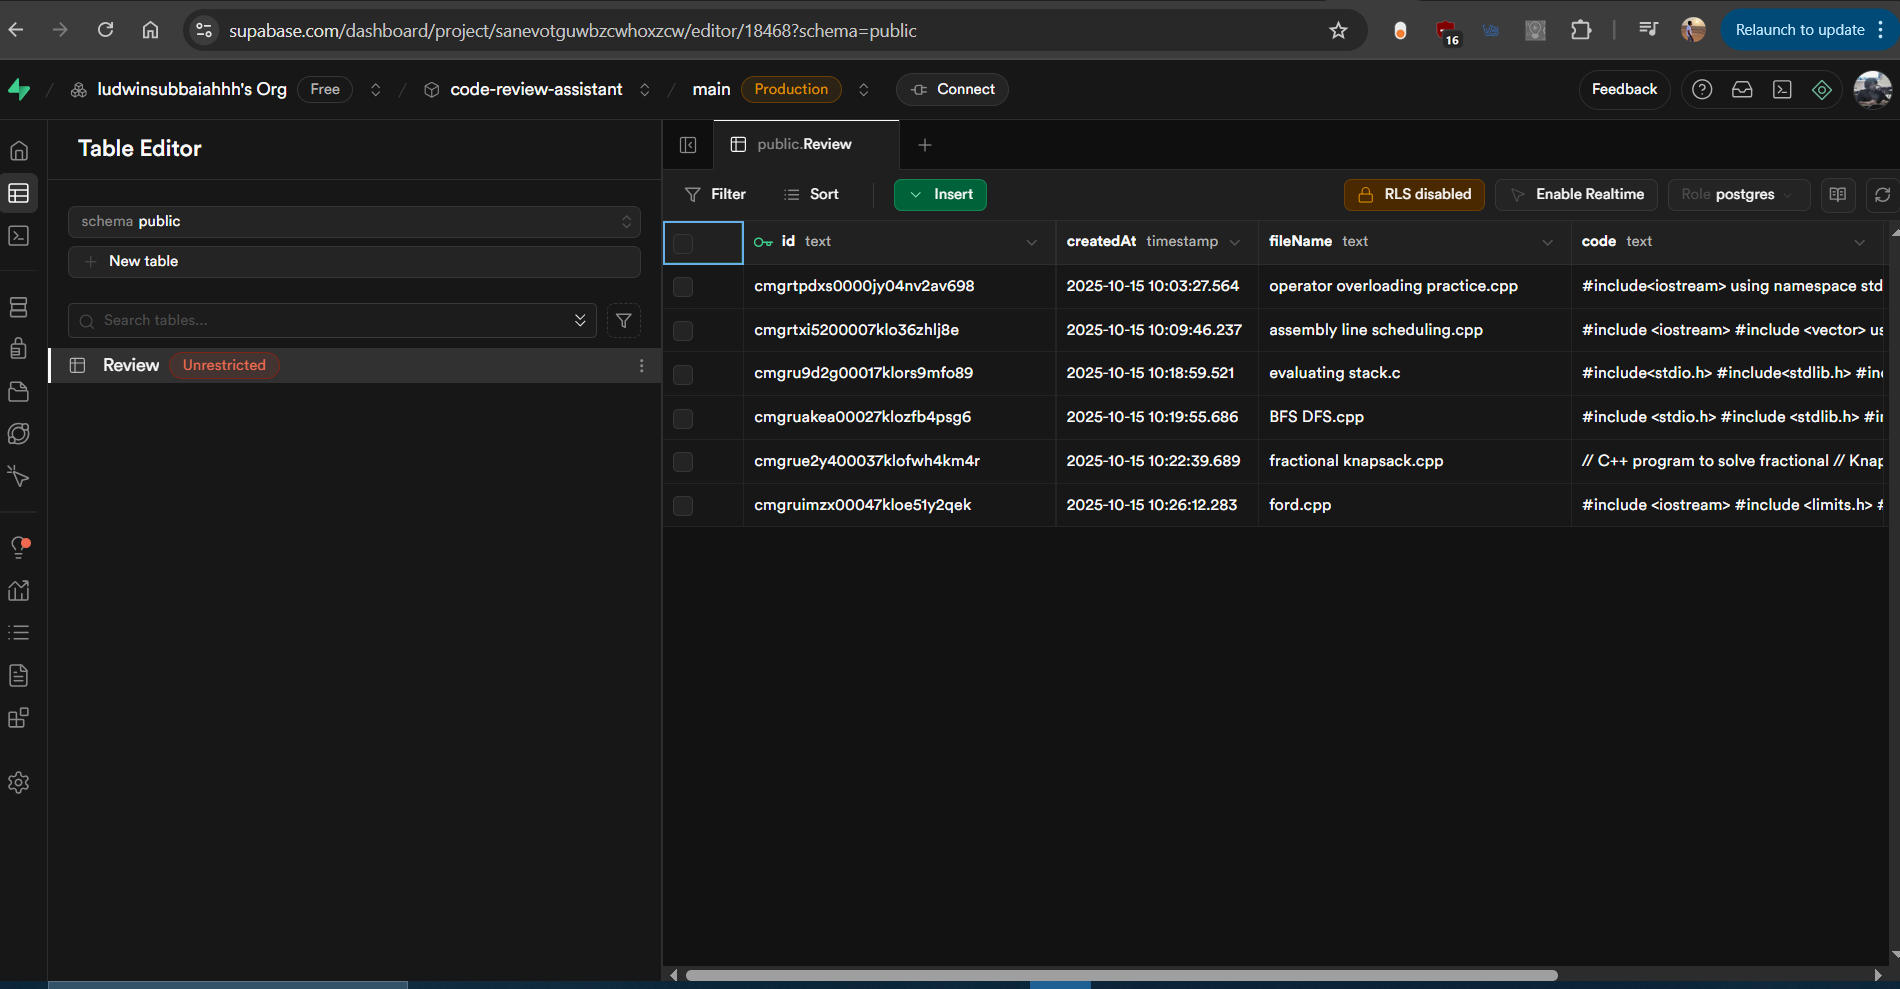 supabase.com/dashboard/project/sanevotguwbzcwhoxzcw/editor/18468?schema=public
16
Relaunch to update
ludwinsubbaiahhh's Org Free
code-review-assistant
main Production
Connect
Feedback
Table Editor
public.Review
schema public
New table
Search tables...
Review Unrestricted
Filter Sort Insert RLS disabled Enable Realtime Role postgres
id text createdAt timestamp fileName text code text
cmgrtpdxs0000jy04nv2av698 2025-10-15 10:03:27.564 operator overloading practice.cpp #include<iostream> using namespace std
cmgrtxi5200007klo36zhlj8e 2025-10-15 10:09:46.237 assembly line scheduling.cpp #include <iostream> #include <vector> us
cmgru9d2g00017klors9mfo89 2025-10-15 10:18:59.521 evaluating stack.c #include<stdio.h> #include<stdlib.h> #in
cmgruakea00027klozfb4psg6 2025-10-15 10:19:55.686 BFS DFS.cpp #include <stdio.h> #include <stdlib.h> #i
cmgrue2y400037klofwh4km4r 2025-10-15 10:22:39.689 fractional knapsack.cpp // C++ program to solve fractional // Knap
cmgruimzx00047kloe51y2qek 2025-10-15 10:26:12.283 ford.cpp #include <iostream> #include <limits.h> #